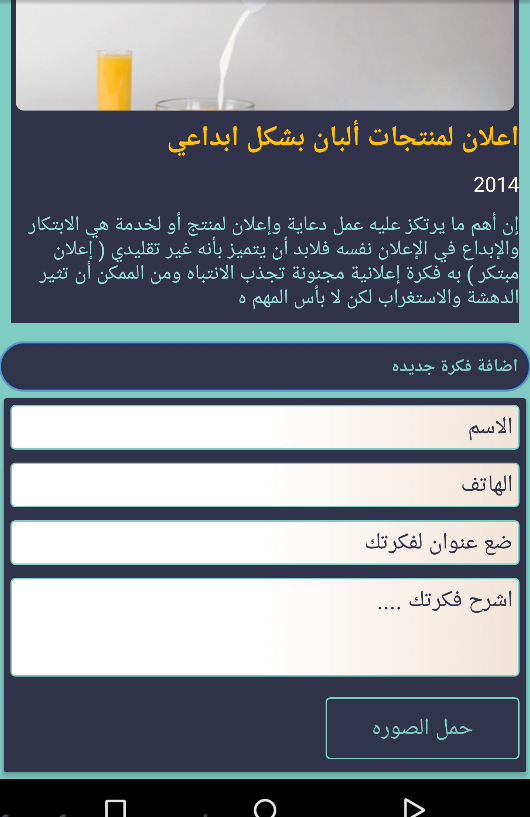 اعلان لمنتجات ألبان بشكل ابداعي
2014
إن أهم ما يرتكز عليه عمل دعاية وإعلان لمنتج أو لخدمة هي الابتكار
والإبداع في الإعلان نفسه فلابد أن يتميز بأنه غير تقليدي ( إعلان
مبتكر ) به فكرة إعلانية مجنونة تجذب الانتباه ومن الممكن أن تثير
الدهشة والاستغراب لكن لا بأس المهم ه
اضافة فكرة جديده
الاسم
الهاتف
ضع عنوان لفكرتك
اشرح فكرتك ....
حمل الصوره